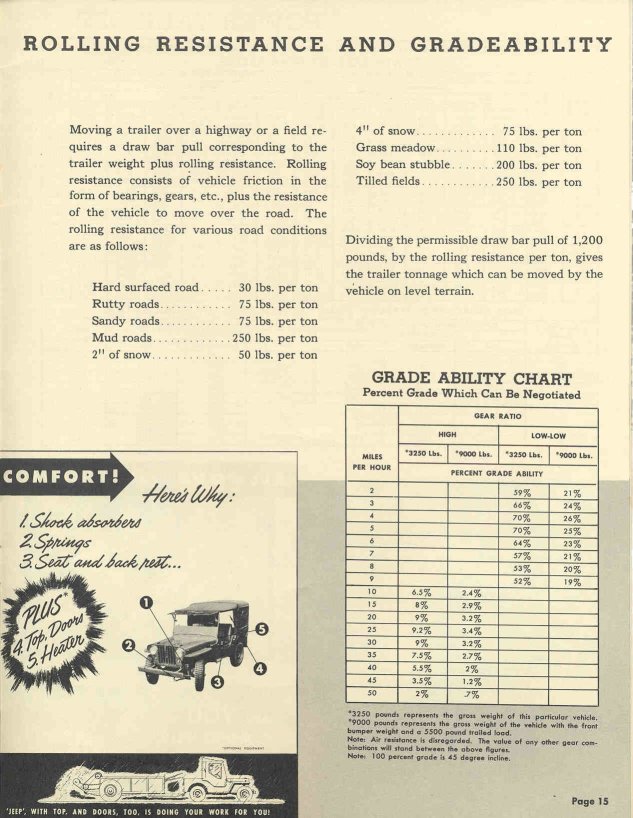 ROLLING RESISTANCE AND GRADEABILITY
Moving a trailer over a highway or a field re-
quires a draw bar pull corresponding to the
trailer weight plus rolling resistance. Rolling
resistance consists of vehicle friction in the
form of bearings, gears, etc., plus the resistance
of the vehicle to move over the road. The
rolling resistance for various road conditions
are as follows:
Hard surfaced road..... 30 lbs. per ton
Rutty roads............ 75 lbs. per ton
Sandy roads............ 75 lbs. per ton
Mud roads.............250 lbs. per ton
2" of snow............. 50 lbs. per ton
4" of snow............. 75 lbs. per ton
Grass meadow..........110 lbs. per ton
Soy bean stubble.......200 lbs. per ton
Tilled fields............250 lbs. per ton
Dividing the permissible draw bar pull of 1,200
pounds, by the rolling resistance per ton, gives
the trailer tonnage which can be moved by the
vehicle on level terrain.
GRADE ABILITY CHART
Percent Grade Which Can Be Negotiated
GEAR RATIO
HIGH LOW-LOW
MILES PER HOUR *3250 Lbs. *9000 Lbs. *3250 Lbs. *9000 Lbs.
PERCENT GRADE ABILITY
2 59% 21%
3 66% 24%
4 70% 26%
5 70% 25%
6 64% 23%
7 57% 21%
8 53% 20%
9 52% 19%
10 6.5% 2.4%
15 8% 2.9%
20 9% 3.2%
25 9.2% 3.4%
30 9% 3.2%
35 7.5% 2.7%
40 5.5% 2%
45 3.5% 1.2%
50 2% .7%
*3250 pounds represents the gross weight of this particular vehicle.
*9000 pounds represents the gross weight of the vehicle with the front
bumper weight and a 5500 pound trailed load.
Note: Air resistance is disregarded. The value of any other gear com-
binations will stand between the above figures.
Note: 100 percent grade is 45 degree incline.
COMFORT!
Here's Why:
1. Shock absorbers
2. Springs
3. Seat and back rest...
PLUS*
4. Top, Doors
5. Heater
1
2
3
4
5
*OPTIONAL EQUIPMENT
'JEEP', WITH TOP, AND DOORS, TOO, IS DOING YOUR WORK FOR YOU!
Page 15